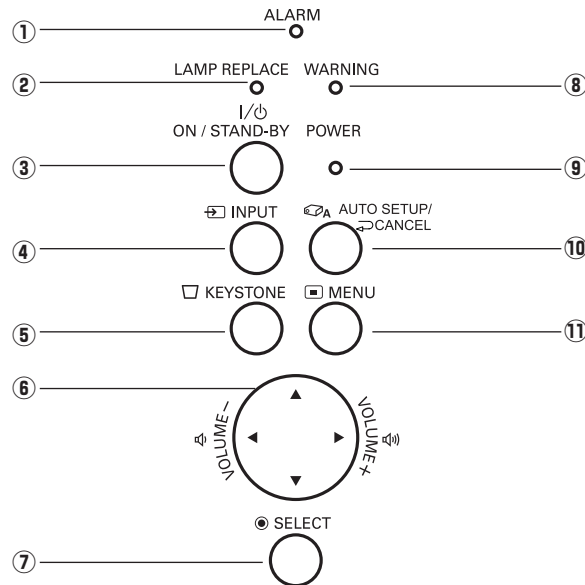 ALARM
①
② LAMP REPLACE WARNING ⑧
I/⏻
ON / STAND-BY POWER
③ ⑨
INPUT A AUTO SETUP/
CANCEL
④ ⑩
KEYSTONE MENU
⑤ ⑪
⑥
VOLUME − VOLUME +
SELECT
⑦